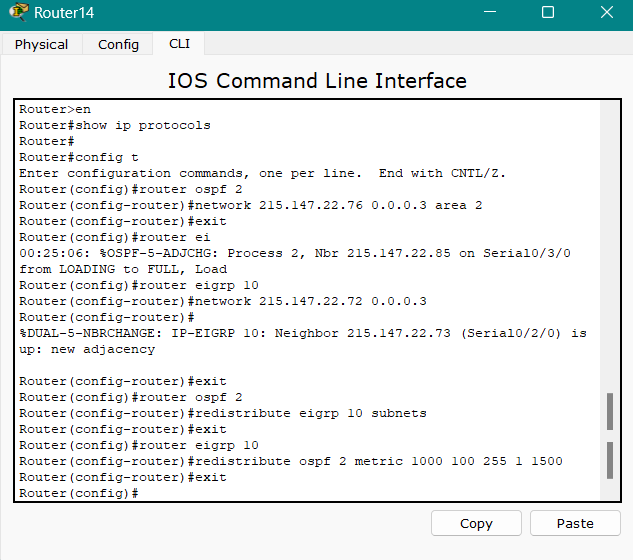 Router14
Physical Config CLI
IOS Command Line Interface
Router>en
Router#show ip protocols
Router#
Router#config t
Enter configuration commands, one per line.  End with CNTL/Z.
Router(config)#router ospf 2
Router(config-router)#network 215.147.22.76 0.0.0.3 area 2
Router(config-router)#exit
Router(config)#router ei
00:25:06: %OSPF-5-ADJCHG: Process 2, Nbr 215.147.22.85 on Serial0/3/0
from LOADING to FULL, Load
Router(config)#router eigrp 10
Router(config-router)#network 215.147.22.72 0.0.0.3
Router(config-router)#
%DUAL-5-NBRCHANGE: IP-EIGRP 10: Neighbor 215.147.22.73 (Serial0/2/0) is
up: new adjacency
Router(config-router)#exit
Router(config)#router ospf 2
Router(config-router)#redistribute eigrp 10 subnets
Router(config-router)#exit
Router(config)#router eigrp 10
Router(config-router)#redistribute ospf 2 metric 1000 100 255 1 1500
Router(config-router)#exit
Router(config)#
Copy Paste